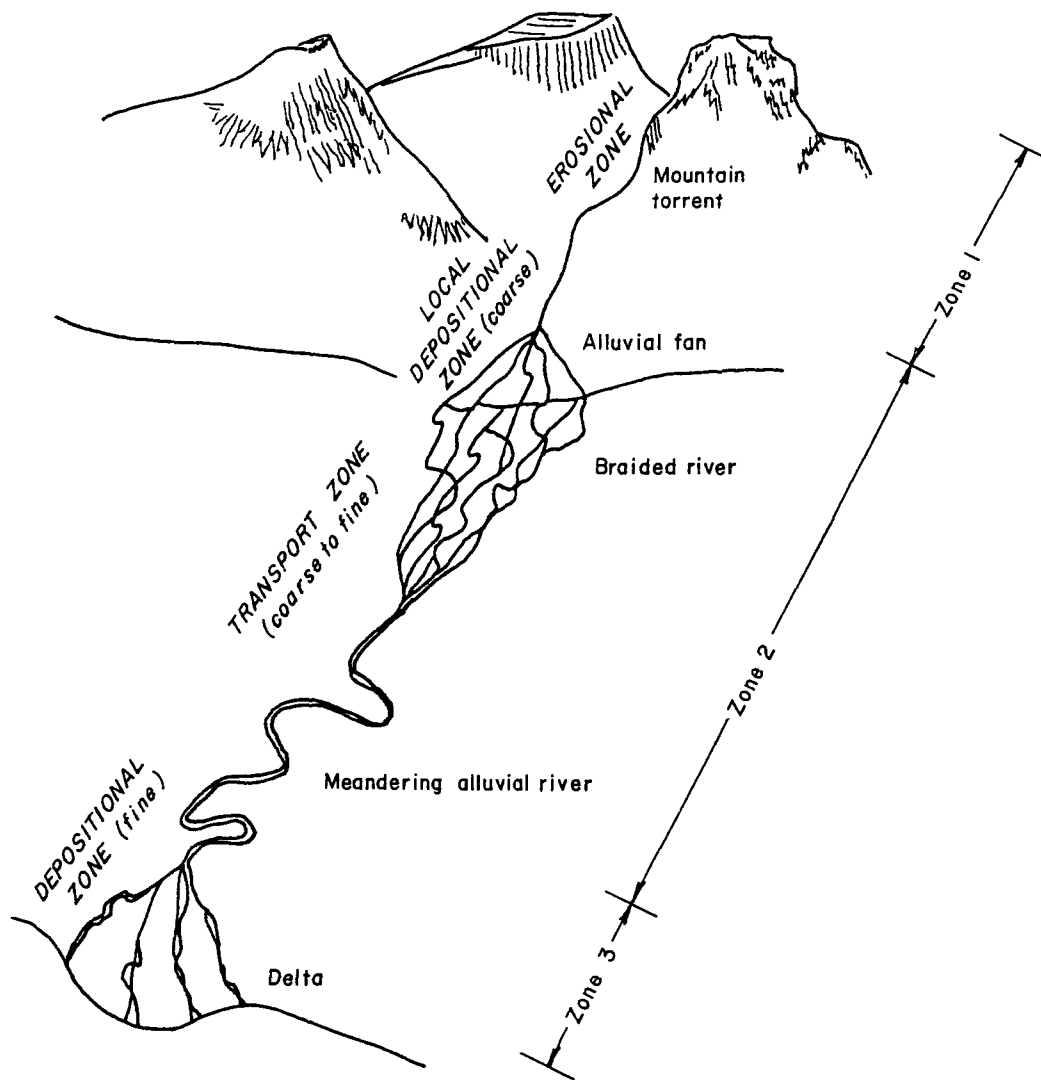 EROSIONAL
ZONE
Mountain
torrent
Zone 1
LOCAL
DEPOSITIONAL
ZONE (coarse)
Alluvial fan
Braided river
TRANSPORT ZONE
(coarse to fine)
Zone 2
Meandering alluvial river
DEPOSITIONAL
ZONE (fine)
Delta
Zone 3